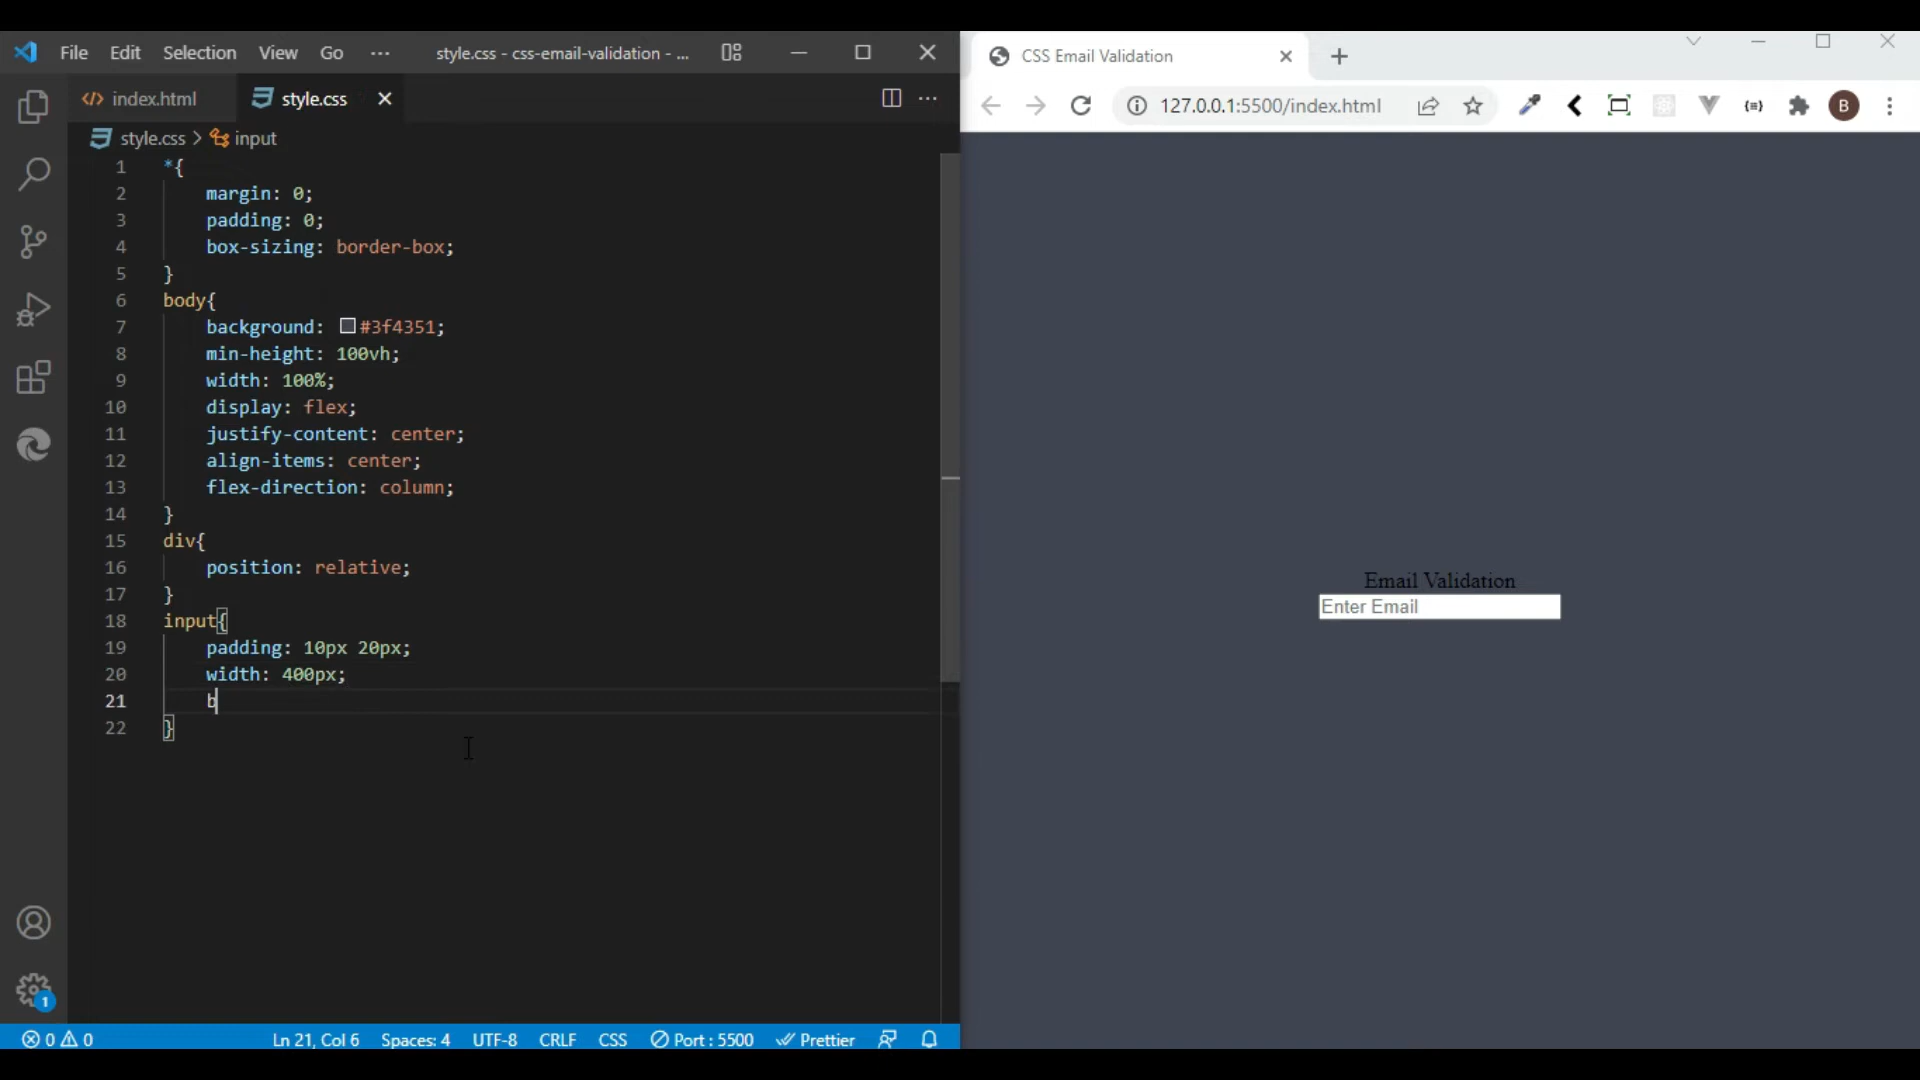 File Edit Selection View Go ··· style.css - css-email-validation - ...
index.html style.css
style.css > input
1 *{
2 margin: 0;
3 padding: 0;
4 box-sizing: border-box;
5 }
6 body{
7 background: #3f4351;
8 min-height: 100vh;
9 width: 100%;
10 display: flex;
11 justify-content: center;
12 align-items: center;
13 flex-direction: column;
14 }
15 div{
16 position: relative;
17 }
18 input{
19 padding: 10px 20px;
20 width: 400px;
21 b
22 }
1
0 0 Ln 21, Col 6 Spaces: 4 UTF-8 CRLF CSS Port : 5500 Prettier
CSS Email Validation
127.0.0.1:5500/index.html B
Email Validation
Enter Email